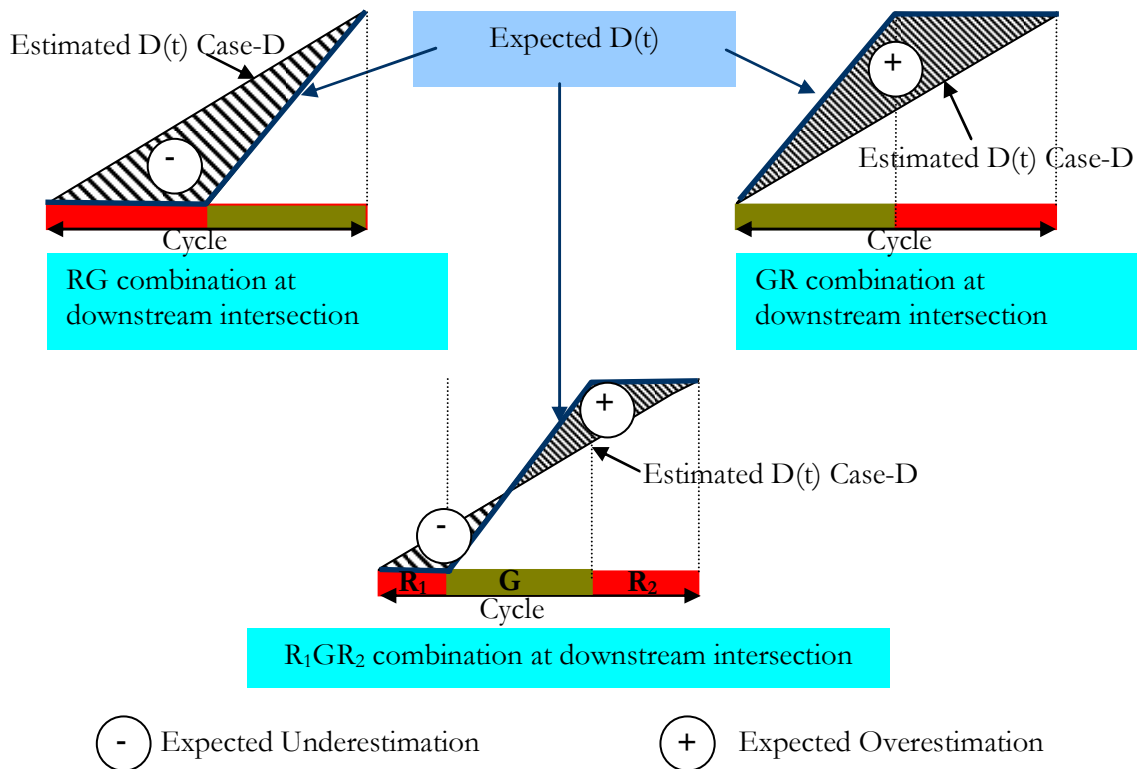 Estimated D(t) Case-D
Expected D(t)
+
-
Estimated D(t) Case-D
Cycle
Cycle
RG combination at
downstream intersection
GR combination at
downstream intersection
+
Estimated D(t) Case-D
-
R₁ G R₂
Cycle
R₁GR₂ combination at downstream intersection
- Expected Underestimation
+ Expected Overestimation